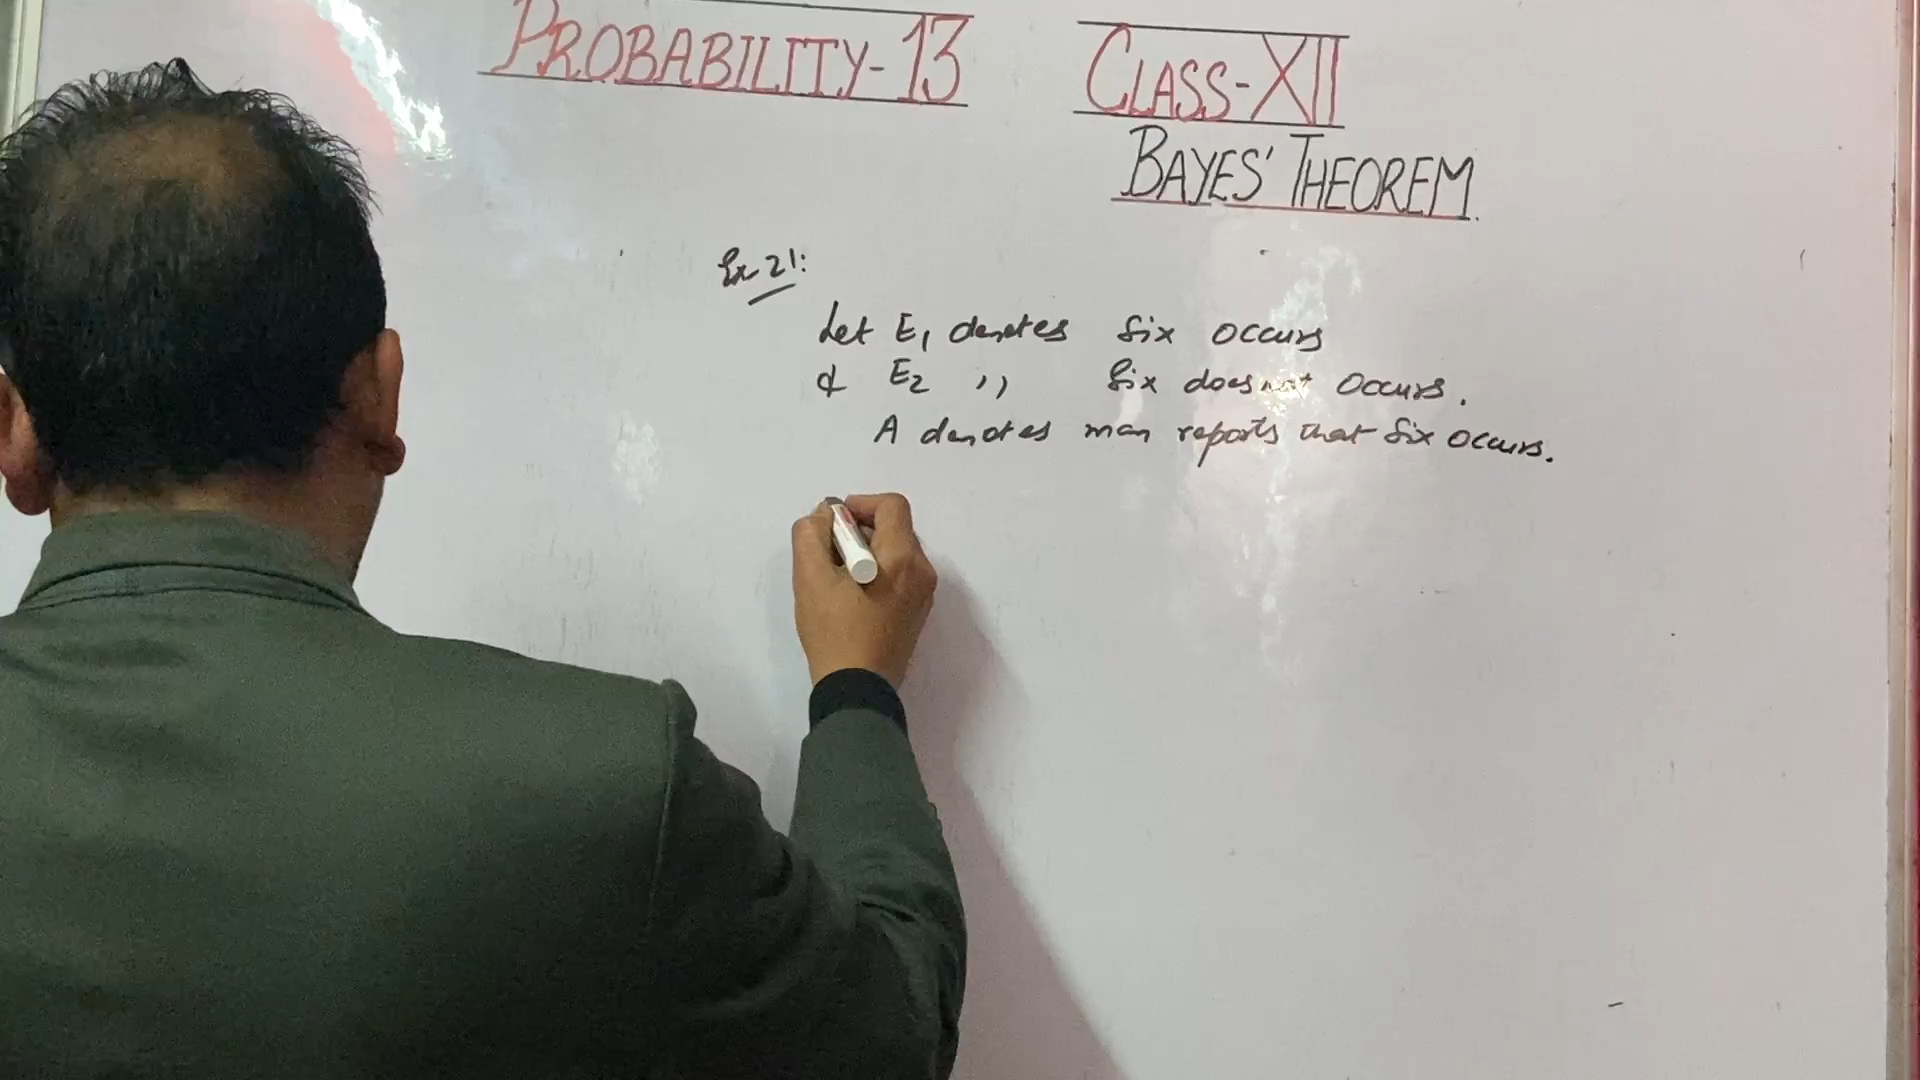 PROBABILITY-13 CLASS-XII
BAYES' THEOREM.
Ex 21:
Let E1 denotes six occurs
& E2 ,, six does not occurs.
A denotes man reports that six occurs.